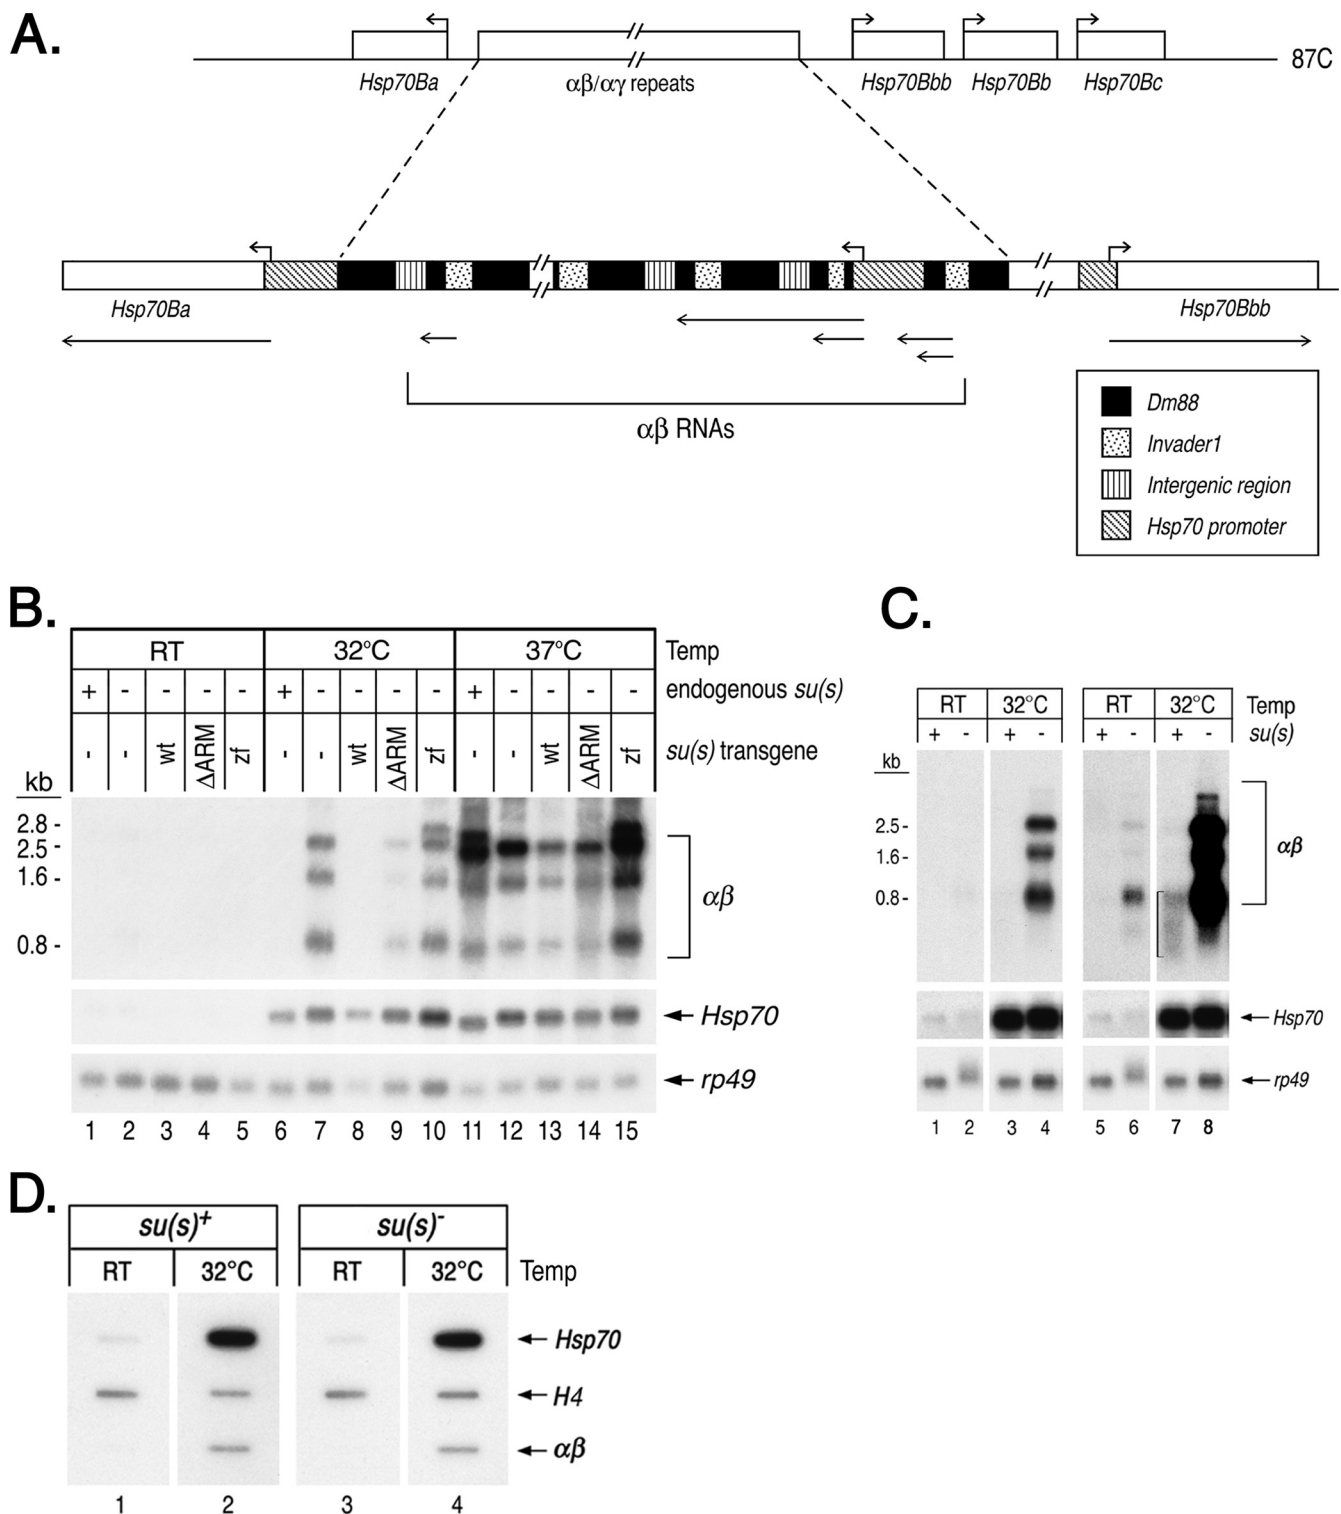 A.
87C
Hsp70Ba
αβ/αγ repeats
Hsp70Bbb
Hsp70Bb
Hsp70Bc
Hsp70Ba
Hsp70Bbb
αβ RNAs
Dm88
Invader1
Intergenic region
Hsp70 promoter
B.
RT 32°C 37°C Temp
+ - - - - + - - - - + - - - - endogenous su(s)
- - wt ΔARM zf - - wt ΔARM zf - - wt ΔARM zf su(s) transgene
kb
2.8 -
2.5 -
1.6 -
0.8 -
αβ
Hsp70
rp49
1 2 3 4 5 6 7 8 9 10 11 12 13 14 15
C.
RT 32°C RT 32°C Temp
+ - + - + - + - su(s)
kb
2.5 -
1.6 -
0.8 -
αβ
Hsp70
rp49
1 2 3 4 5 6 7 8
D.
su(s)+ su(s)-
RT 32°C RT 32°C Temp
Hsp70
H4
αβ
1 2 3 4